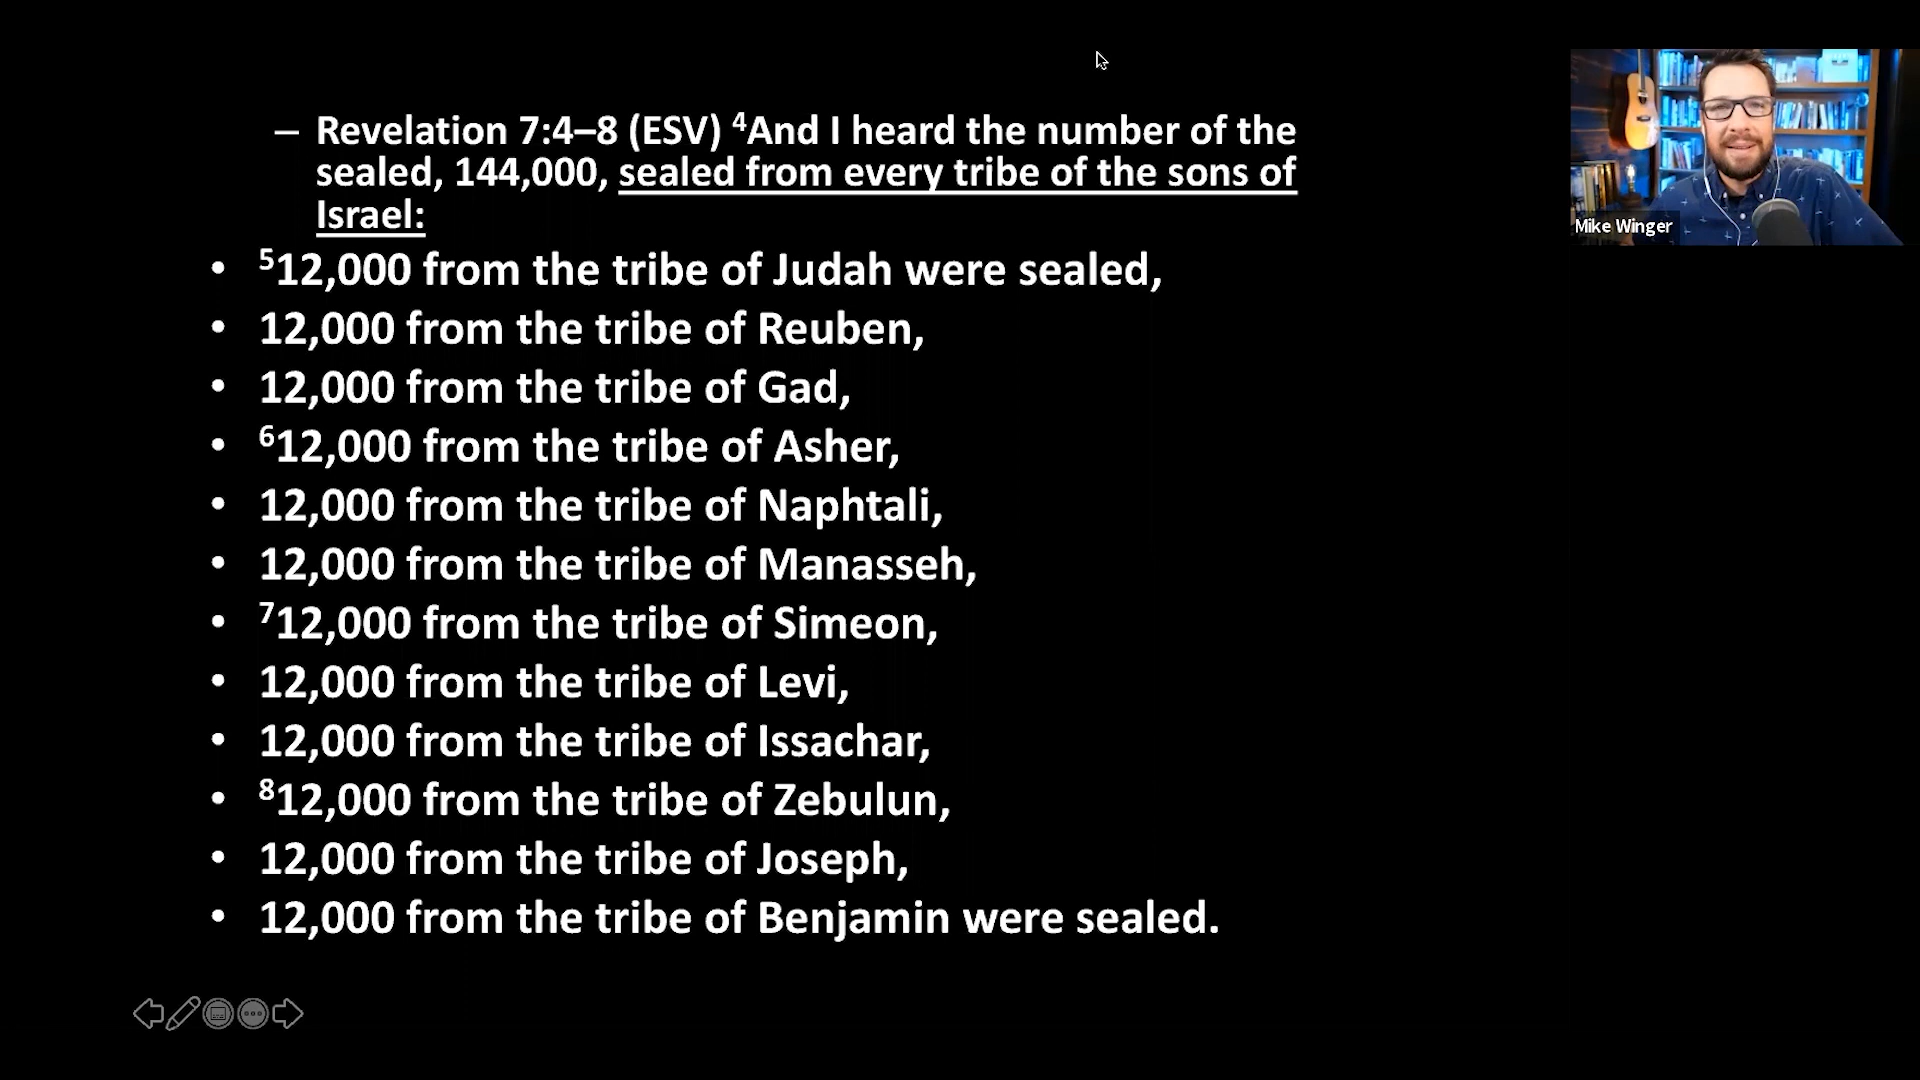 – Revelation 7:4–8 (ESV) ⁴And I heard the number of the
sealed, 144,000, sealed from every tribe of the sons of
Israel:
• ⁵12,000 from the tribe of Judah were sealed,
• 12,000 from the tribe of Reuben,
• 12,000 from the tribe of Gad,
• ⁶12,000 from the tribe of Asher,
• 12,000 from the tribe of Naphtali,
• 12,000 from the tribe of Manasseh,
• ⁷12,000 from the tribe of Simeon,
• 12,000 from the tribe of Levi,
• 12,000 from the tribe of Issachar,
• ⁸12,000 from the tribe of Zebulun,
• 12,000 from the tribe of Joseph,
• 12,000 from the tribe of Benjamin were sealed.
Mike Winger